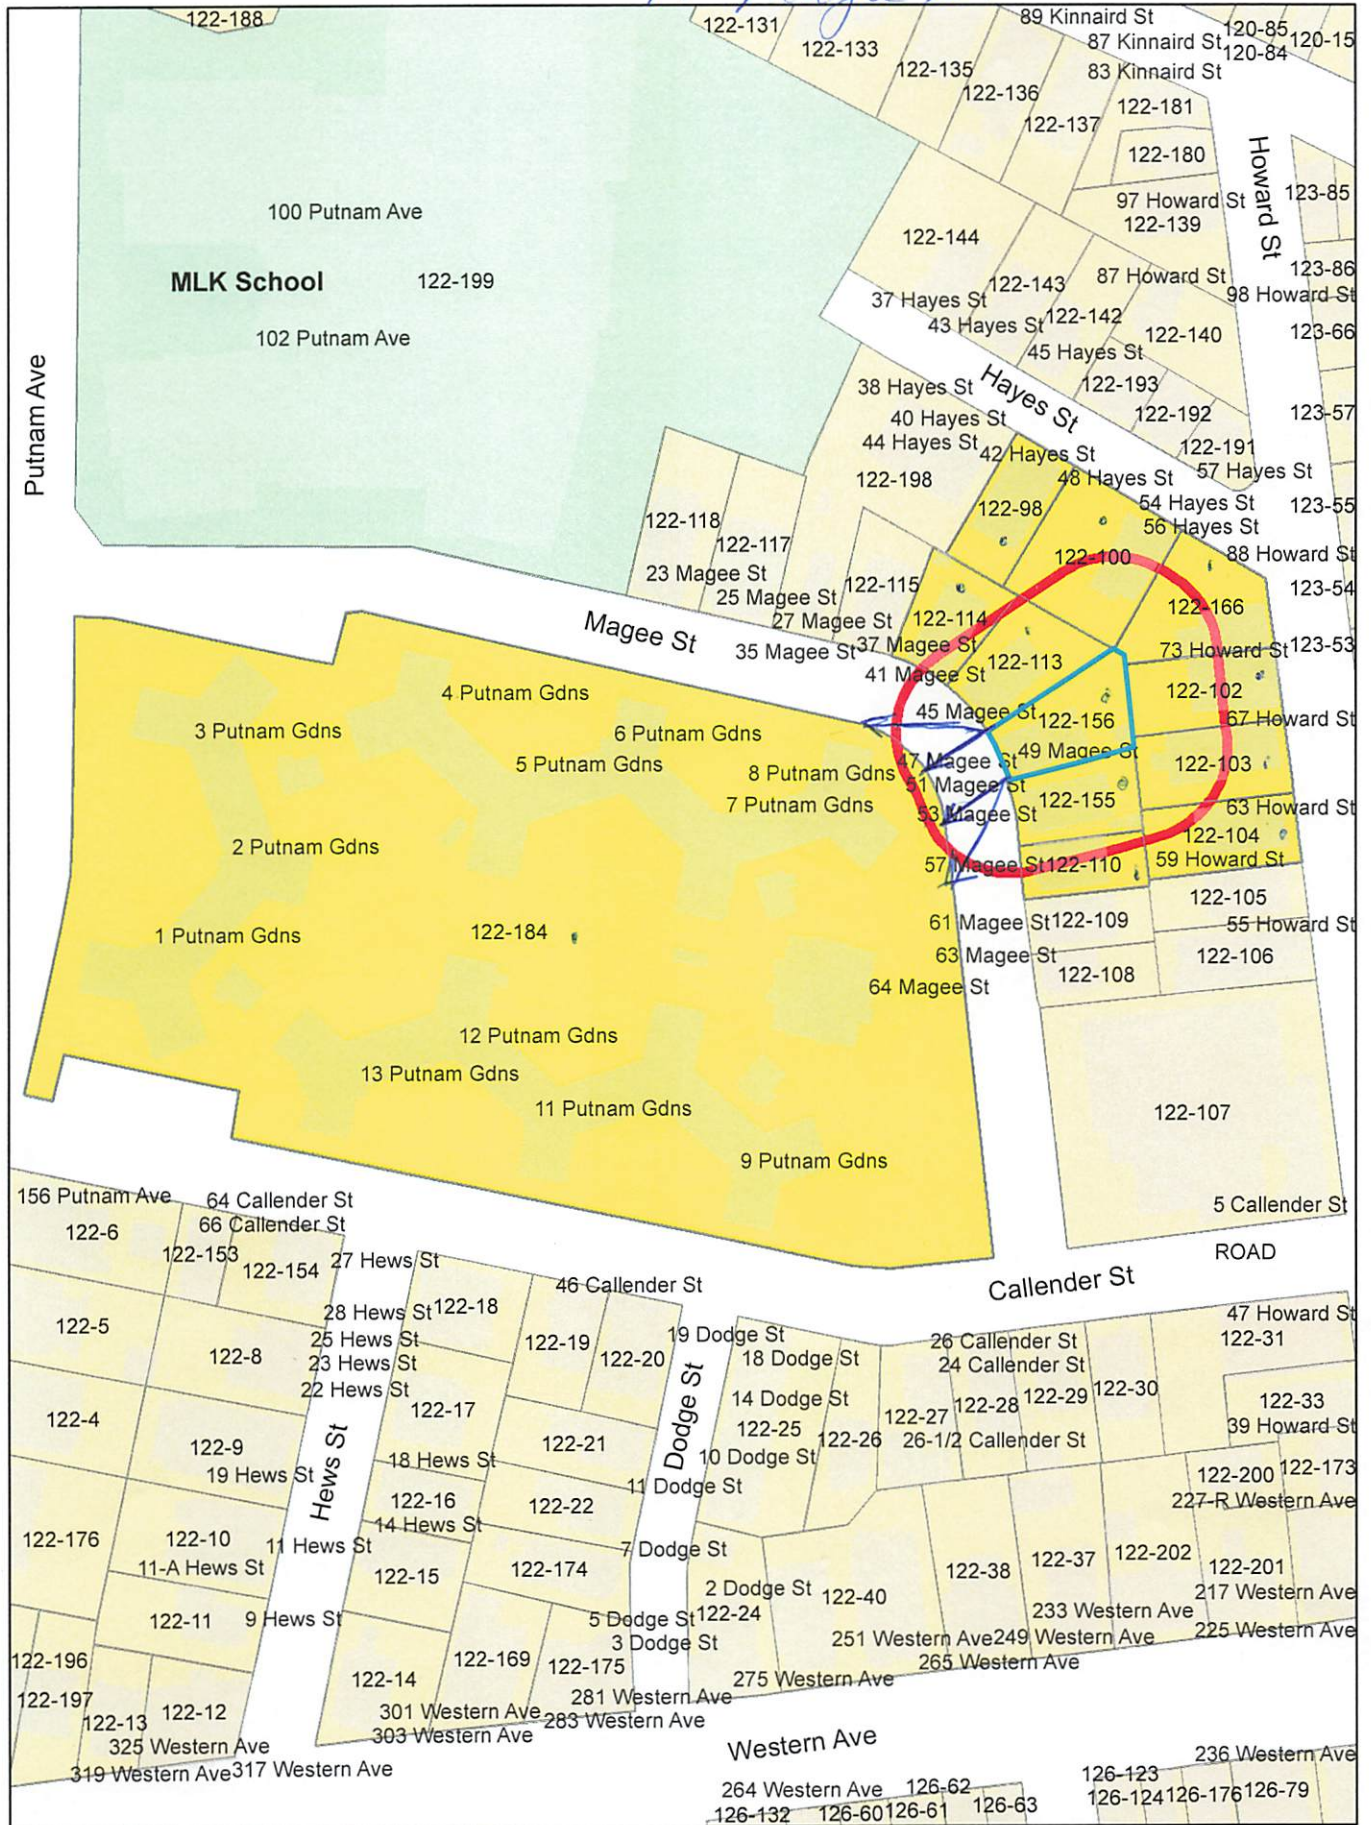 122-188
122-131
122-133
122-135
122-136
122-137
89 Kinnaird St
87 Kinnaird St
83 Kinnaird St
120-85
120-84
120-15
122-181
122-180
Howard St
123-85
97 Howard St
122-139
100 Putnam Ave
MLK School
122-199
102 Putnam Ave
Putnam Ave
122-144
122-143
87 Howard St
123-86
98 Howard St
37 Hayes St
43 Hayes St
122-142
122-140
123-66
45 Hayes St
Hayes St
122-193
122-192
122-191
123-57
57 Hayes St
38 Hayes St
40 Hayes St
44 Hayes St
42 Hayes St
48 Hayes St
122-198
122-98
54 Hayes St
56 Hayes St
123-55
88 Howard St
122-118
122-117
122-100
123-54
23 Magee St
122-115
25 Magee St
122-166
27 Magee St
122-114
Magee St
35 Magee St
37 Magee St
73 Howard St
123-53
41 Magee St
122-113
122-102
4 Putnam Gdns
45 Magee St
122-156
67 Howard St
3 Putnam Gdns
6 Putnam Gdns
49 Magee St
5 Putnam Gdns
8 Putnam Gdns
47 Magee St
122-103
51 Magee St
7 Putnam Gdns
53 Magee St
122-155
63 Howard St
122-104
2 Putnam Gdns
57 Magee St
122-110
59 Howard St
122-105
1 Putnam Gdns
122-184
61 Magee St
122-109
55 Howard St
63 Magee St
122-106
64 Magee St
122-108
12 Putnam Gdns
13 Putnam Gdns
11 Putnam Gdns
122-107
9 Putnam Gdns
156 Putnam Ave
64 Callender St
5 Callender St
122-6
66 Callender St
122-153
122-154
27 Hews St
ROAD
46 Callender St
Callender St
28 Hews St
122-18
47 Howard St
122-5
25 Hews St
122-19
19 Dodge St
26 Callender St
122-31
122-8
23 Hews St
122-20
18 Dodge St
24 Callender St
22 Hews St
122-4
122-17
Dodge St
14 Dodge St
122-27
122-28
122-29
122-30
122-33
122-25
39 Howard St
122-9
122-21
122-26
26-1/2 Callender St
19 Hews St
Hews St
18 Hews St
10 Dodge St
122-200
122-173
11 Dodge St
122-16
122-22
227-R Western Ave
14 Hews St
122-176
122-10
11 Hews St
7 Dodge St
122-38
122-37
122-202
11-A Hews St
122-15
122-174
122-201
2 Dodge St
122-40
217 Western Ave
122-11
9 Hews St
5 Dodge St
122-24
233 Western Ave
3 Dodge St
251 Western Ave
249 Western Ave
225 Western Ave
122-196
122-169
122-175
265 Western Ave
122-14
275 Western Ave
122-197
281 Western Ave
122-13
122-12
301 Western Ave
283 Western Ave
325 Western Ave
303 Western Ave
Western Ave
319 Western Ave
317 Western Ave
236 Western Ave
264 Western Ave
126-62
126-123
126-132
126-60
126-61
126-63
126-124
126-176
126-79